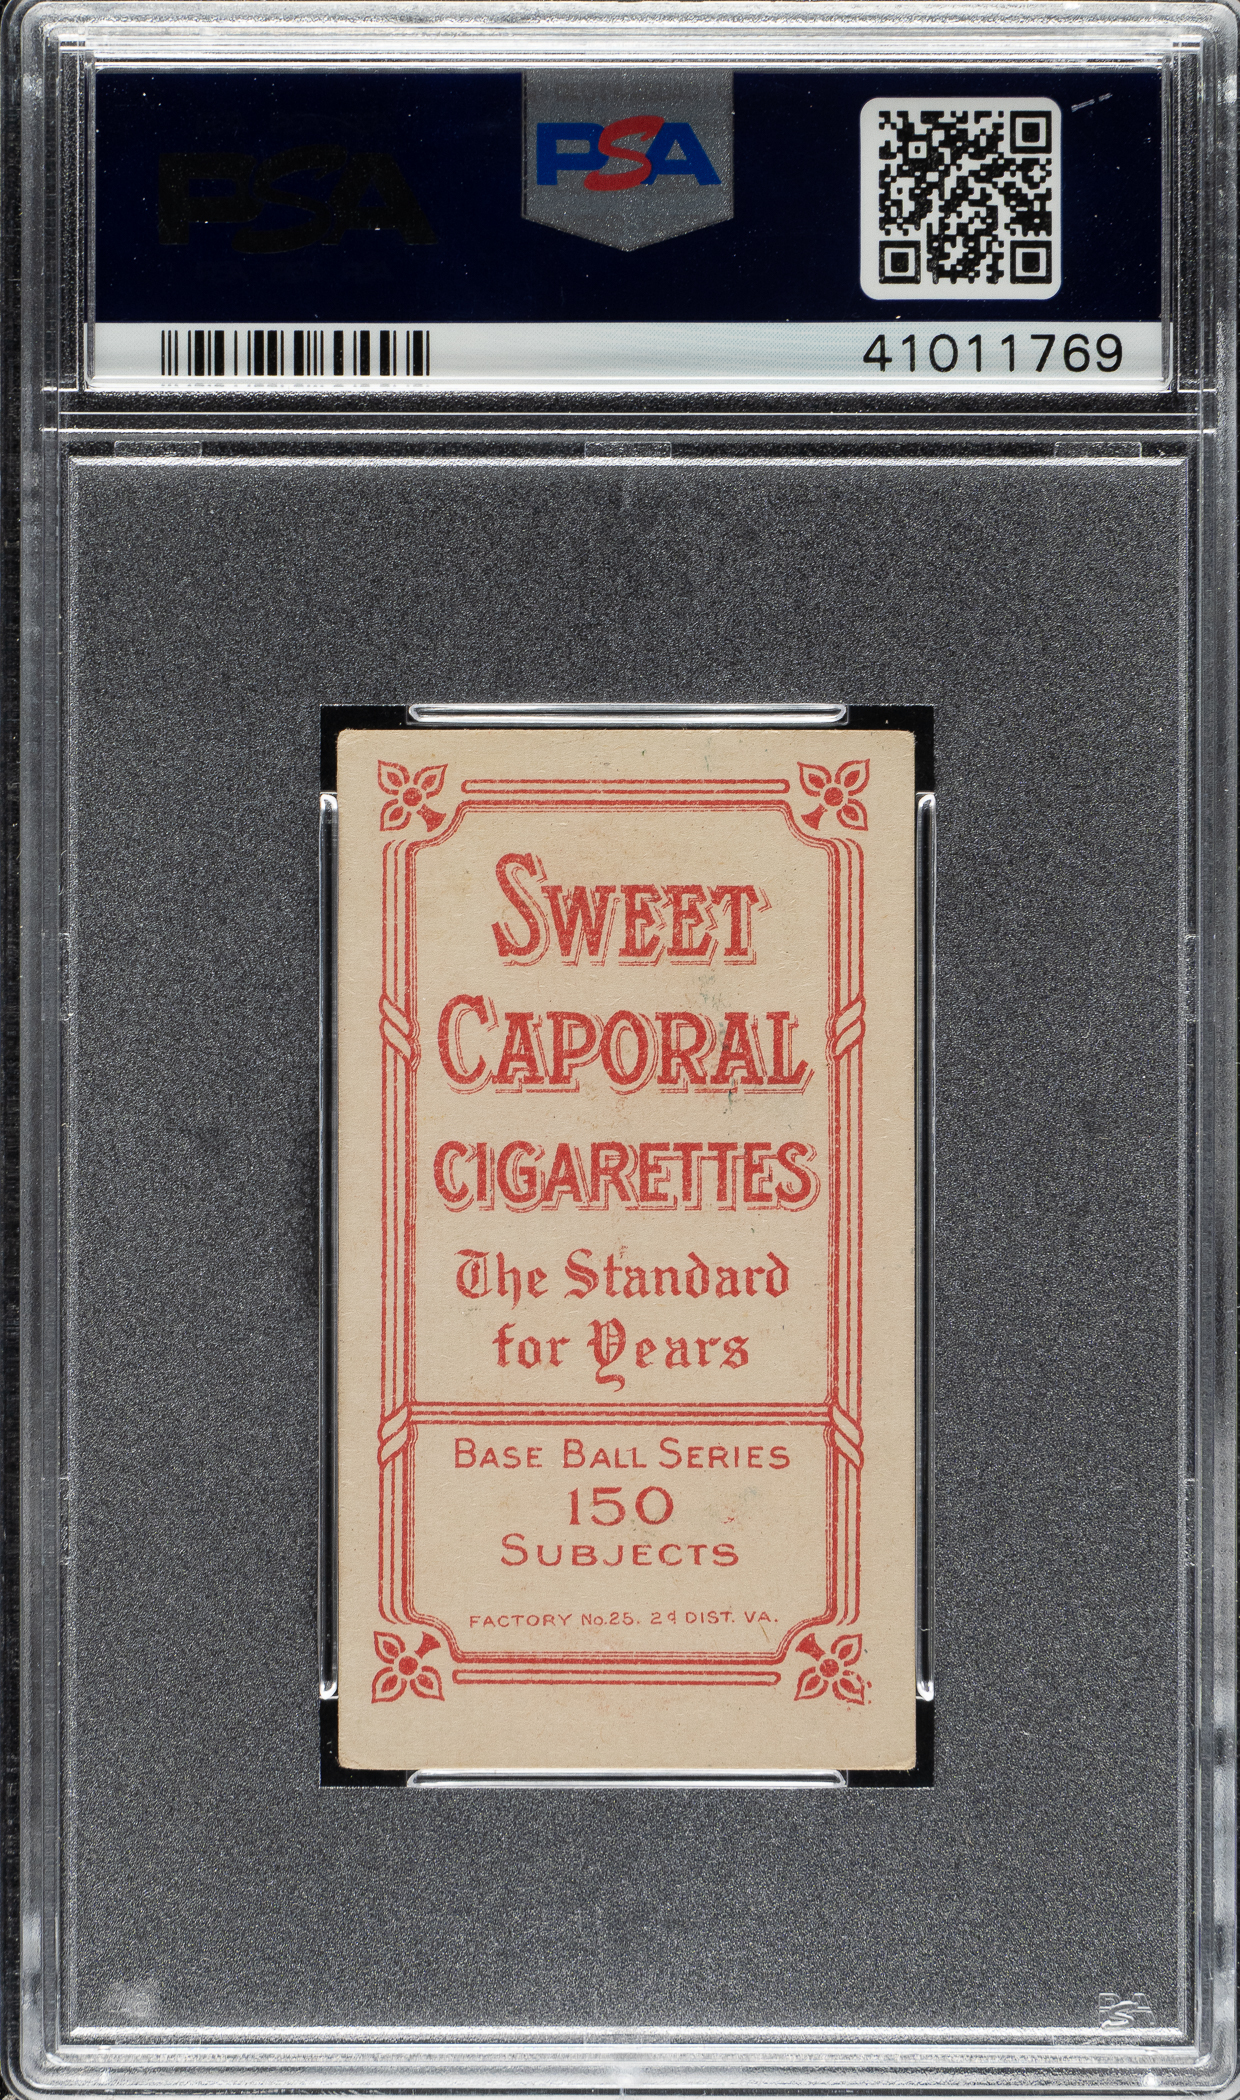 PSA
PSA
41011769
SWEET
CAPORAL
CIGARETTES
The Standard
for Years
BASE BALL SERIES
150
SUBJECTS
FACTORY No.25. 2d DIST. VA.
PSA